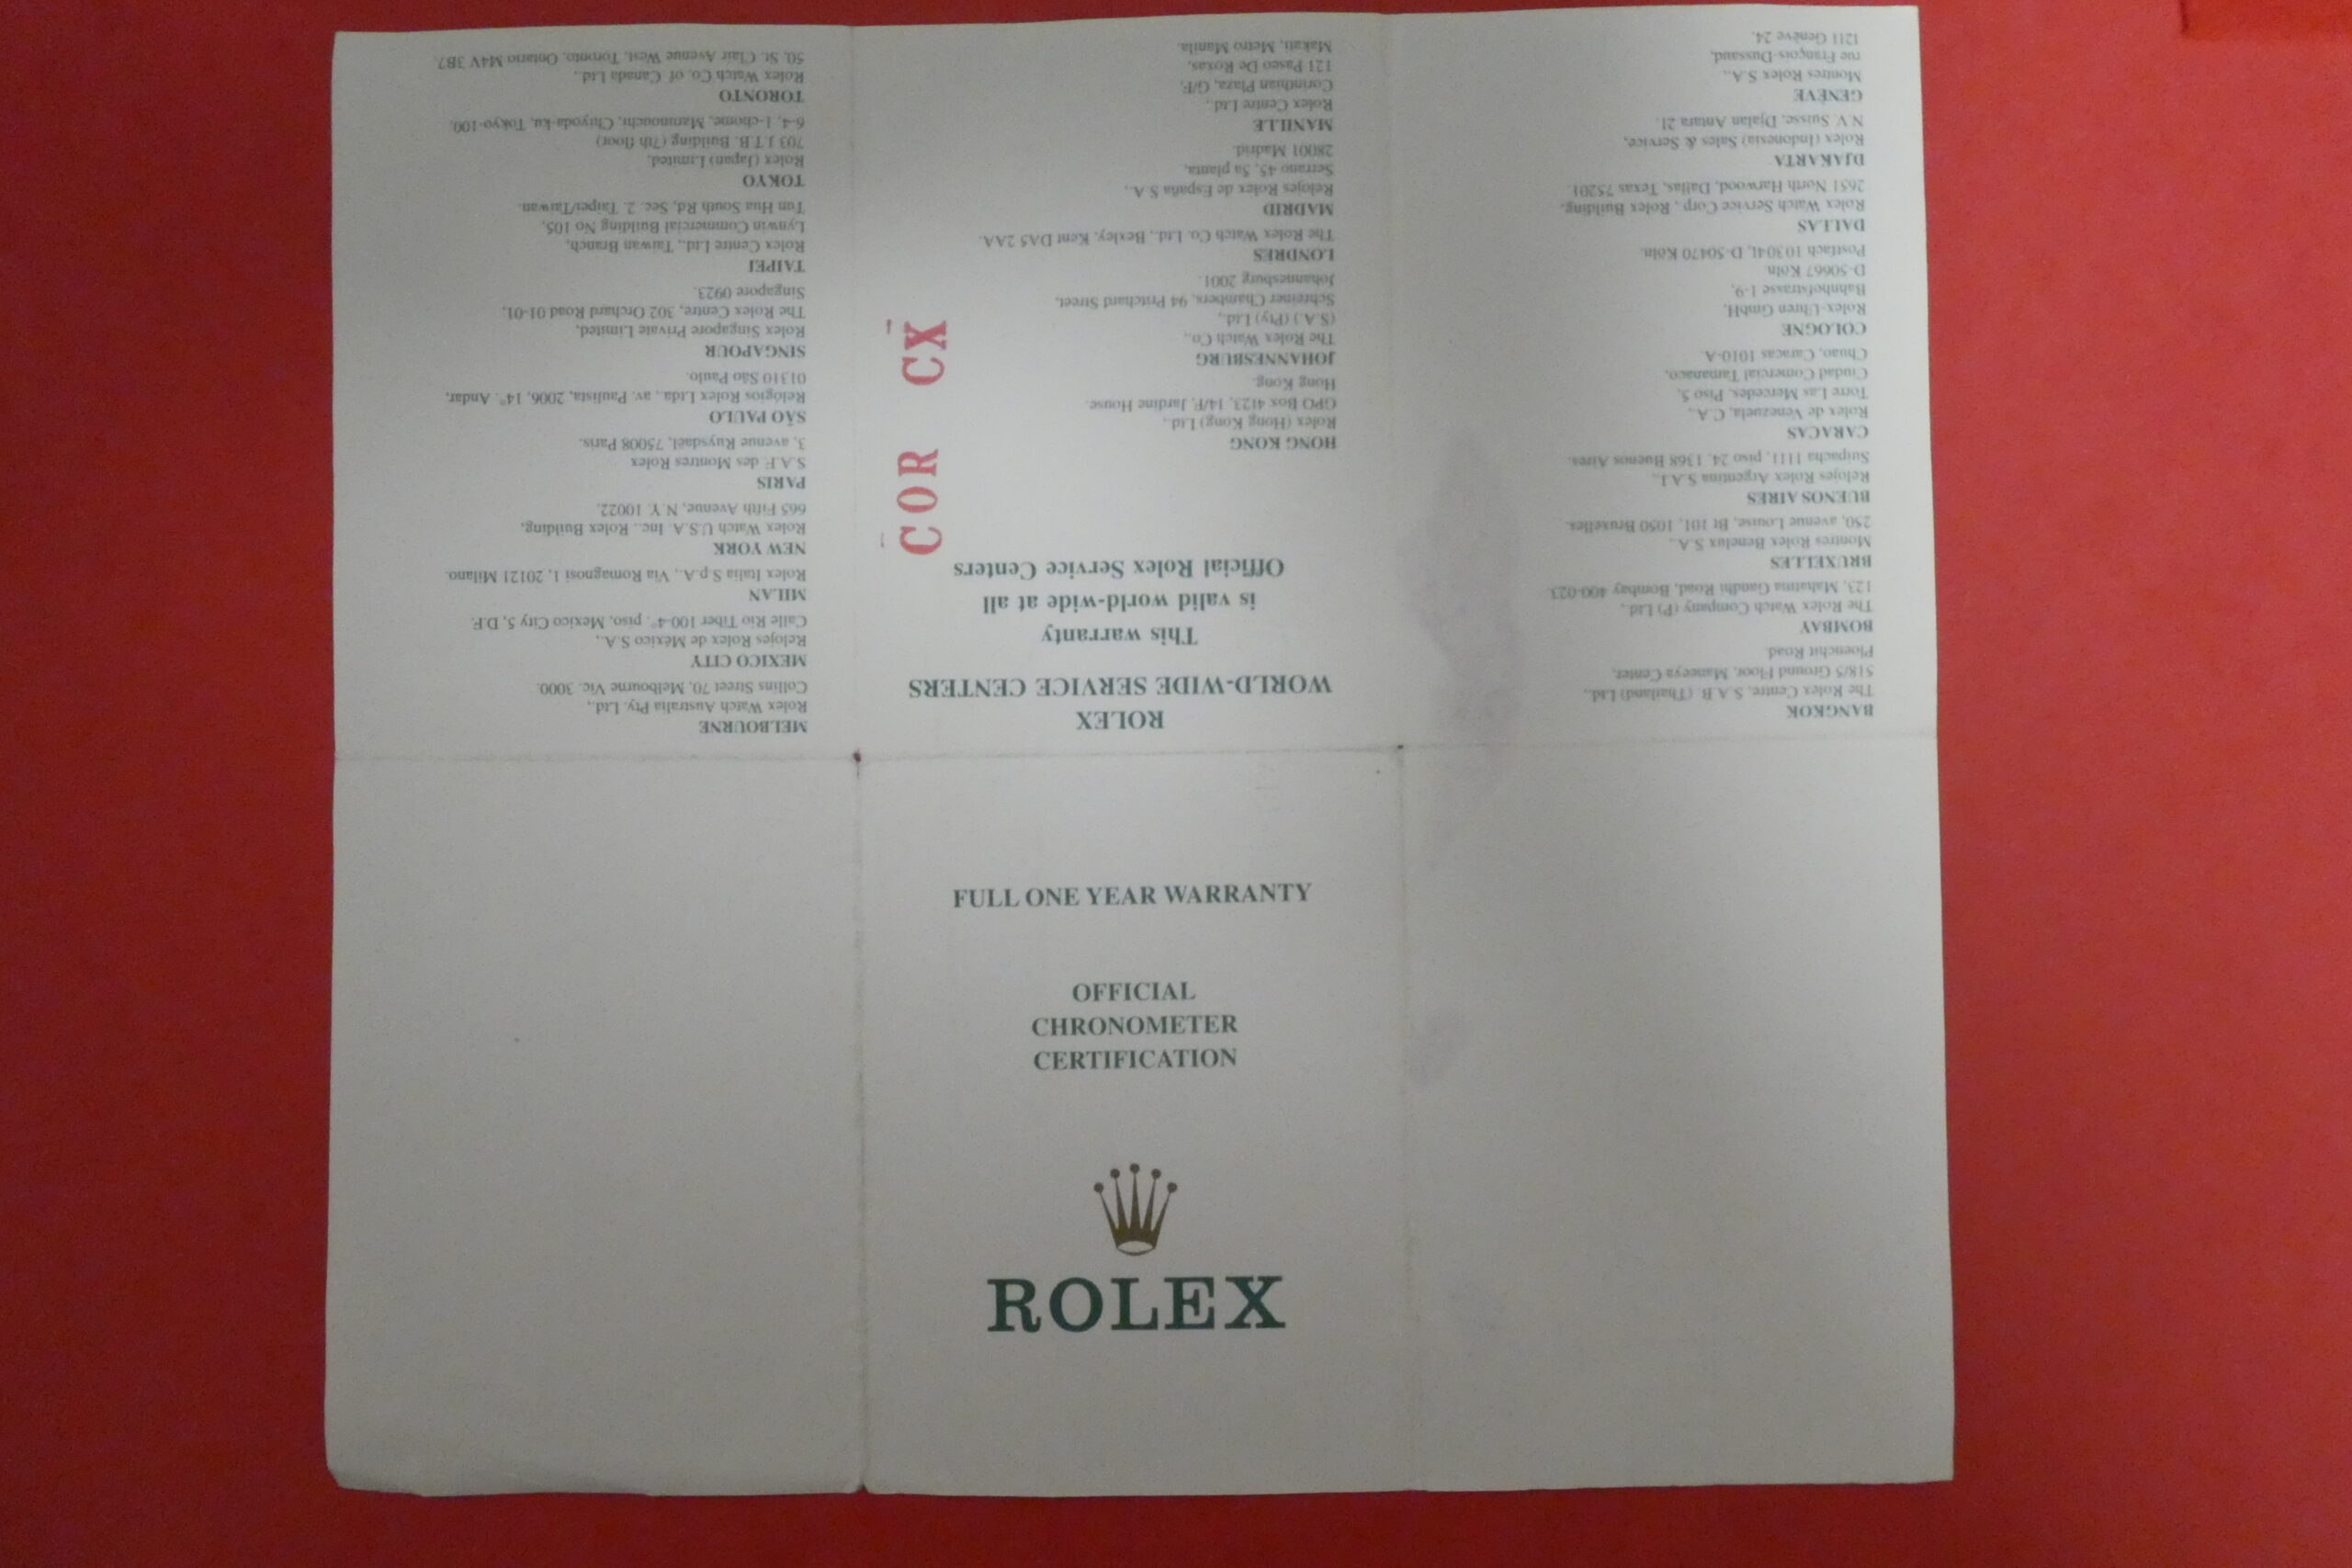 FULL ONE YEAR WARRANTY
OFFICIAL
CHRONOMETER
CERTIFICATION
ROLEX
ROLEX
WORLD-WIDE SERVICE CENTERS
This warranty
is valid world-wide at all
Official Rolex Service Centers
COR CX
BANGKOK
The Rolex Centre, S.A.B. (Thailand) Ltd.,
518/5 Ground Floor, Maneeya Center,
Ploenchit Road.
BOMBAY
The Rolex Watch Company (P) Ltd.,
123, Mahatma Gandhi Road, Bombay 400-023.
BRUXELLES
Montres Rolex Benelux S.A.,
250, avenue Louise, Bt 101, 1050 Bruxelles.
BUENOS AIRES
Relojes Rolex Argentina S.A.I.,
Suipacha 1111, piso 24, 1368 Buenos Aires.
CARACAS
Rolex de Venezuela, C.A.,
Torre Las Mercedes, Piso 5,
Ciudad Comercial Tamanaco,
Chuao, Caracas 1010-A.
COLOGNE
Rolex-Uhren GmbH,
Bahnhofstrasse 1-9,
D-50667 Köln
Postfach 103041, D-50470 Köln.
DALLAS
Rolex Watch Service Corp., Rolex Building,
2651 North Harwood, Dallas, Texas 75201.
DJAKARTA
Rolex (Indonesia) Sales & Service,
N.V. Suisse, Djalan Antara 21.
GENÈVE
Montres Rolex S.A.,
rue François-Dussaud,
1211 Genève 24.
HONG KONG
Rolex (Hong Kong) Ltd.,
GPO Box 4123, 14/F, Jardine House.
Hong Kong.
JOHANNESBURG
The Rolex Watch Co.,
(S.A.) (Pty) Ltd.,
Schreiner Chambers, 94 Pritchard Street,
Johannesburg 2001.
LONDRES
The Rolex Watch Co. Ltd., Bexley, Kent DA5 2AA.
MADRID
Relojes Rolex de España S.A.,
Serrano 45, 5a planta,
28001 Madrid.
MANILLE
Rolex Centre Ltd.,
Corinthian Plaza, G/F,
121 Paseo De Roxas,
Makati, Metro Manila.
MELBOURNE
Rolex Watch Australia Pty. Ltd.,
Collins Street 70, Melbourne Vic. 3000.
MEXICO CITY
Relojes Rolex de México S.A.,
Calle Rio Tiber 100-4°. piso, Mexico City 5, D.F.
MILAN
Rolex Italia S.p.A., Via Romagnosi 1, 20121 Milano.
NEW YORK
Rolex Watch U.S.A. Inc., Rolex Building,
665 Fifth Avenue, N.Y. 10022.
PARIS
S.A.F. des Montres Rolex
3, avenue Ruysdael, 75008 Paris.
SÃO PAULO
Relógios Rolex Ltda., av. Paulista, 2006, 14°. Andar,
01310 São Paulo.
SINGAPOUR
Rolex Singapore Private Limited,
The Rolex Centre, 302 Orchard Road 01-01,
Singapore 0923.
TAIPEI
Rolex Centre Ltd., Taiwan Branch,
Lynwin Commercial Building No 105,
Tun Hua South Rd, Sec. 2. Taipei/Taiwan.
TOKYO
Rolex (Japan) Limited,
703 J.T.B. Building (7th floor)
6-4, 1-chome, Marunouchi, Chiyoda-ku, Tokyo-100.
TORONTO
Rolex Watch Co. of Canada Ltd.,
50, St. Clair Avenue West, Toronto, Ontario M4V 3B7.